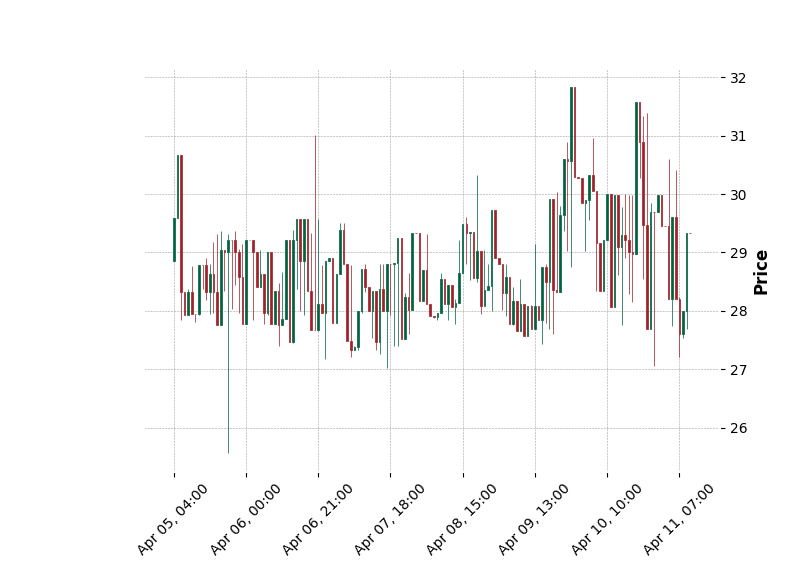 32
31
30
29
28
27
26
Price
Apr 05, 04:00
Apr 06, 00:00
Apr 06, 21:00
Apr 07, 18:00
Apr 08, 15:00
Apr 09, 13:00
Apr 10, 10:00
Apr 11, 07:00